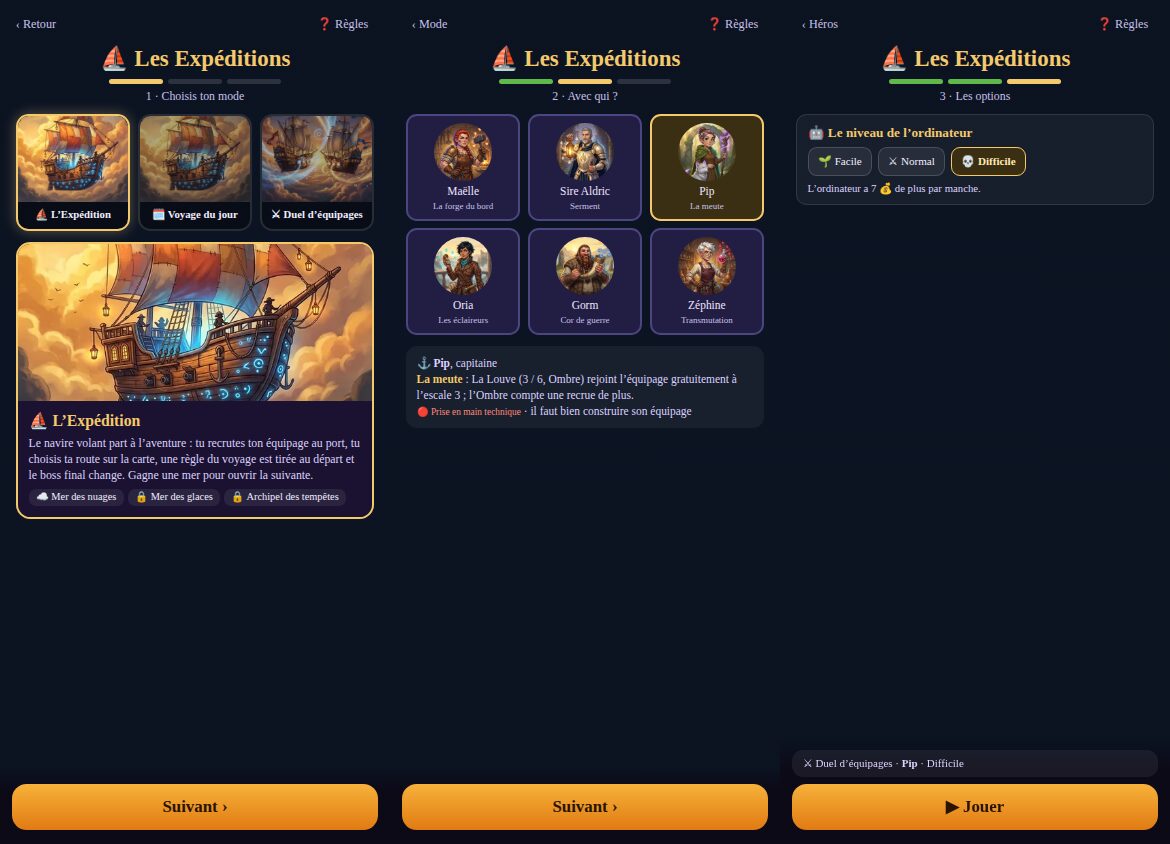 ‹ Retour
❓ Règles
⛵ Les Expéditions
1 · Choisis ton mode
⛵ L’Expédition
🗓️ Voyage du jour
⚔ Duel d’équipages
⛵ L’Expédition
Le navire volant part à l’aventure : tu recrutes ton équipage au port, tu
choisis ta route sur la carte, une règle du voyage est tirée au départ et
le boss final change. Gagne une mer pour ouvrir la suivante.
☁️ Mer des nuages
🔒 Mer des glaces
🔒 Archipel des tempêtes
Suivant ›
‹ Mode
❓ Règles
⛵ Les Expéditions
2 · Avec qui ?
Maëlle
La forge du bord
Sire Aldric
Serment
Pip
La meute
Oria
Les éclaireurs
Gorm
Cor de guerre
Zéphine
Transmutation
⚓ Pip, capitaine
La meute : La Louve (3 / 6, Ombre) rejoint l’équipage gratuitement à
l’escale 3 ; l’Ombre compte une recrue de plus.
🔴 Prise en main technique · il faut bien construire son équipage
Suivant ›
‹ Héros
❓ Règles
⛵ Les Expéditions
3 · Les options
🤖 Le niveau de l’ordinateur
🌱 Facile
⚔ Normal
💀 Difficile
L’ordinateur a 7 💰 de plus par manche.
⚔ Duel d’équipages · Pip · Difficile
▶ Jouer